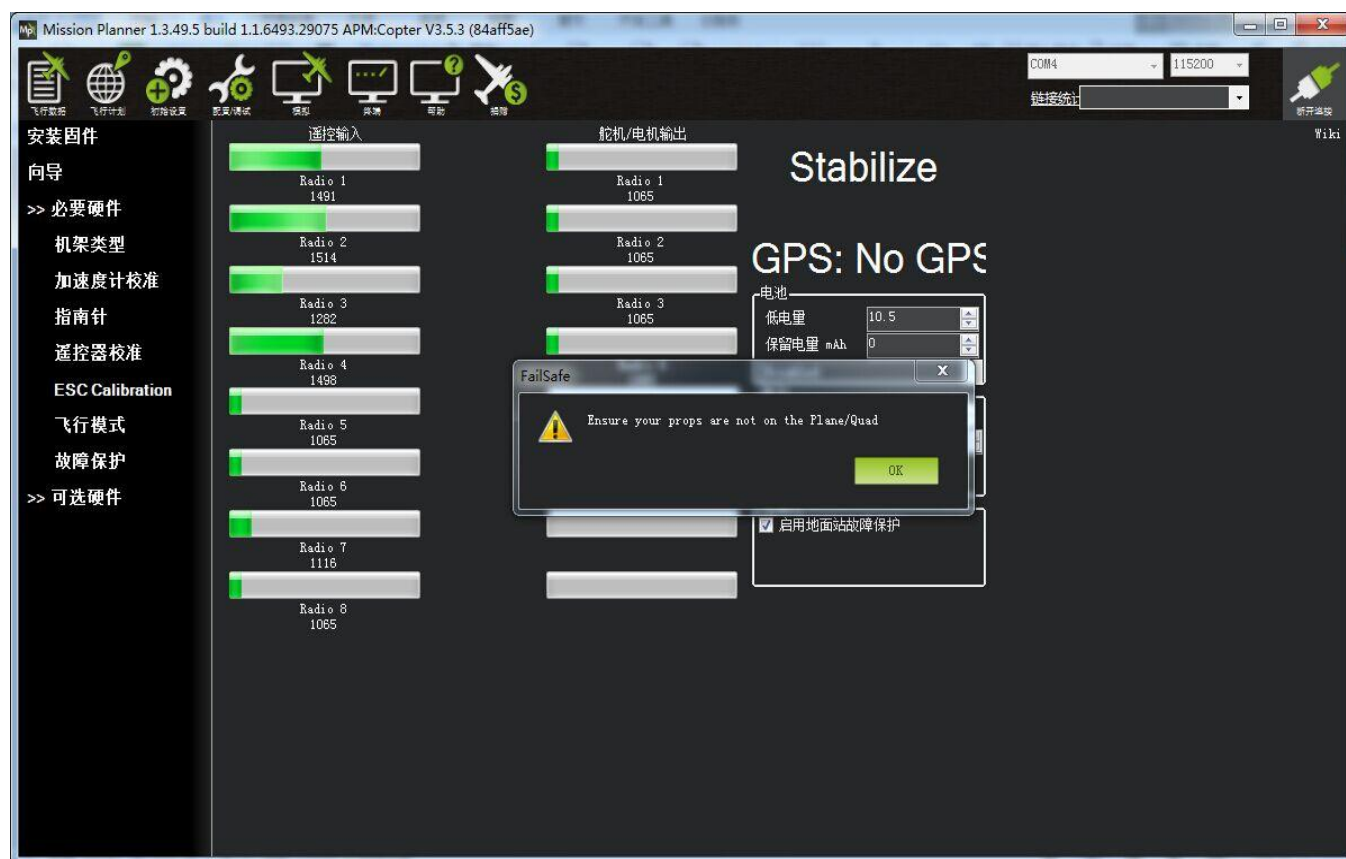 Mission Planner 1.3.49.5 build 1.1.6493.29075 APM:Copter V3.5.3 (84aff5ae)
飞行数据
飞行计划
初始设置
配置/调试
模拟
终端
帮助
捐赠
COM4
115200
链接统计
断开连接
安装固件
向导
>> 必要硬件
机架类型
加速度计校准
指南针
遥控器校准
ESC Calibration
飞行模式
故障保护
>> 可选硬件
遥控输入
Radio 1
1491
Radio 2
1514
Radio 3
1282
Radio 4
1498
Radio 5
1065
Radio 6
1065
Radio 7
1116
Radio 8
1065
舵机/电机输出
Radio 1
1065
Radio 2
1065
Radio 3
1065
Stabilize
GPS: No GPS
电池
低电量
10.5
保留电量 mAh
0
FailSafe
Ensure your props are not on the Plane/Quad
OK
启用地面站故障保护
Wiki